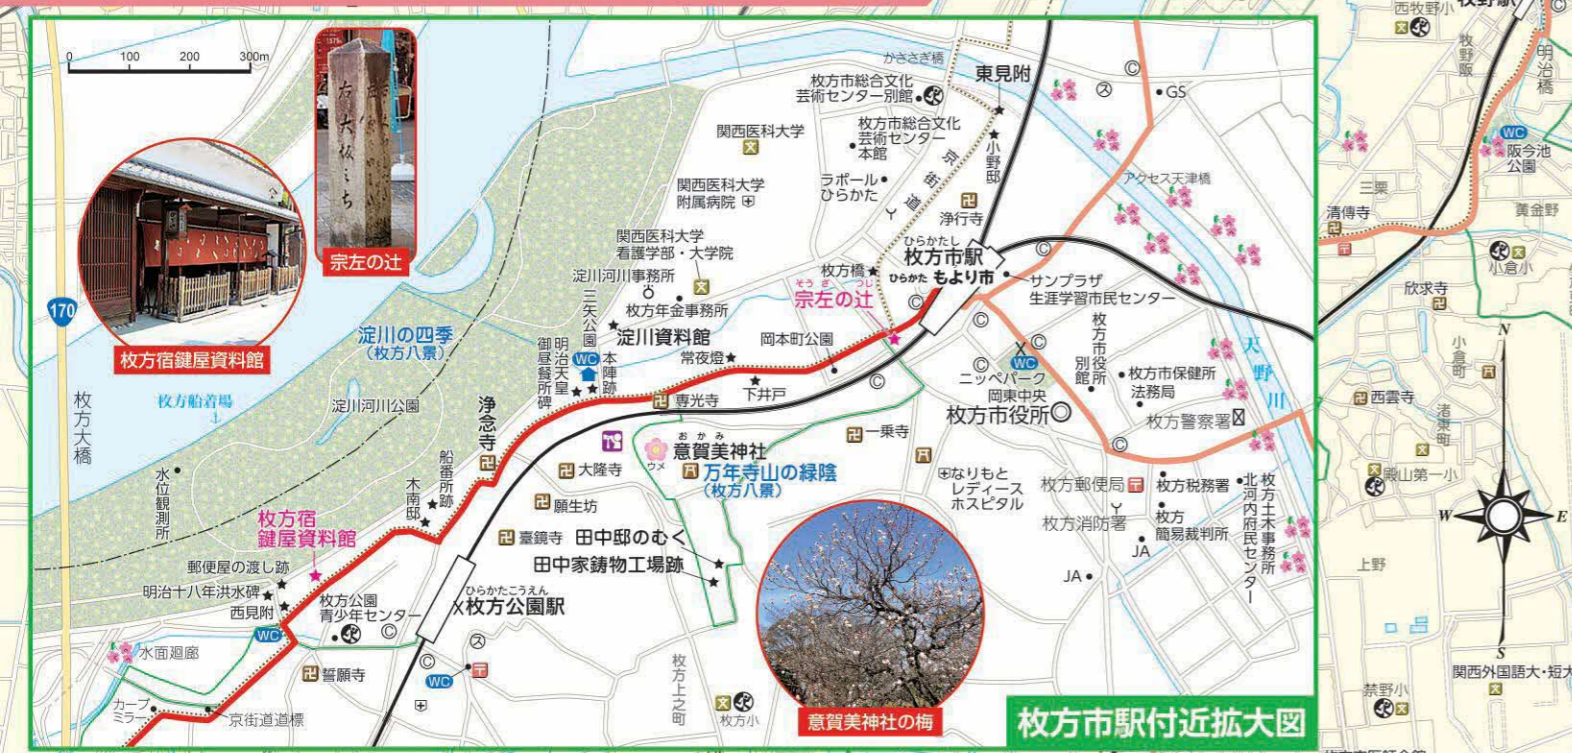 0 100 200 300m
右大坂みち
宗左の辻
枚方宿鍵屋資料館
170
枚方大橋
枚方船着場
淀川の四季
(枚方八景)
淀川河川公園
水位観測所
かささぎ橋
東見附
枚方市総合文化
芸術センター別館
枚方市総合文化
芸術センター
本館
関西医科大学
関西医科大学
附属病院
ラポール
ひらかた
京街道
小野邸
浄行寺
関西医科大学
看護学部・大学院
淀川河川事務所
枚方年金事務所
三矢公園
淀川資料館
枚方橋
そうざ つじ
宗左の辻
ひらかたし
枚方市駅
ひらかた もより市
サンプラザ
生涯学習市民センター
アクセス天津橋
GS
天野川
岡本町公園
常夜燈
下井戸
本陣跡
WC
明治天皇
御昼餐所碑
専光寺
浄念寺
船番所跡
木南邸
大隆寺
願生坊
臺鏡寺
ウメ
おかみ
意賀美神社
万年寺山の緑陰
(枚方八景)
一乗寺
田中邸のむく
田中家鋳物工場跡
WC
ニッペパーク
岡東中央
枚方市役所
枚方市役所
別館
枚方市保健所
法務局
枚方警察署
なりもと
レディース
ホスピタル
枚方郵便局
枚方税務署
枚方消防署
枚方
簡易裁判所
JA
JA
枚方土木事務所
北河内府民センター
枚方宿
鍵屋資料館
郵便屋の渡し跡
明治十八年洪水碑
西見附
WC
枚方公園
青少年センター
ひらかたこうえん
枚方公園駅
水面廻廊
誓願寺
カーブ
ミラー
京街道道標
WC
枚方上之町
枚方小
意賀美神社の梅
枚方市駅付近拡大図
西牧野小
牧野駅
牧野阪
明治橋
WC
阪今池
公園
三栗
清傳寺
黄金野
小倉小
欣求寺
小倉町
西雲寺
渚東町
殿山第一小
N
W
E
S
上野
関西外国語大・短大
禁野小